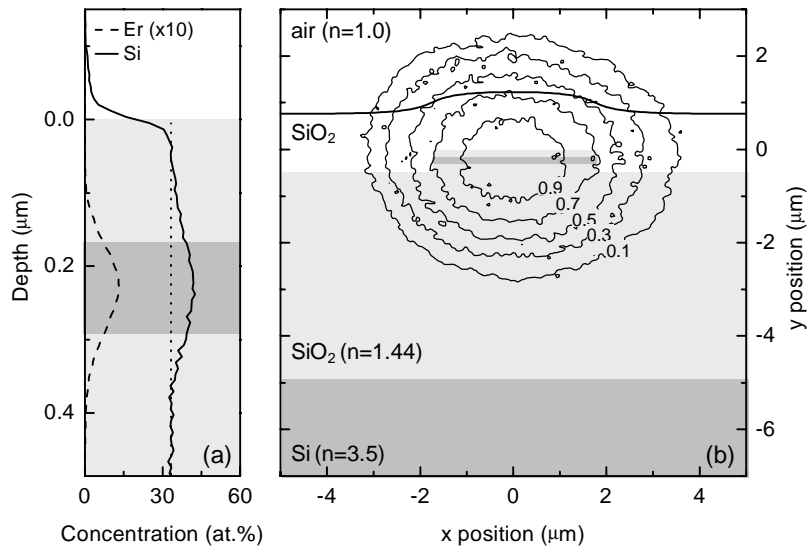 Er (x10)
Si
0.0
0.2
0.4
Depth (μm)
0 30 60
Concentration (at.%)
(a)
air (n=1.0)
SiO₂
0.9
0.7
0.5
0.3
0.1
SiO₂ (n=1.44)
Si (n=3.5)
(b)
2
0
-2
-4
-6
y position (μm)
-4 -2 0 2 4
x position (μm)